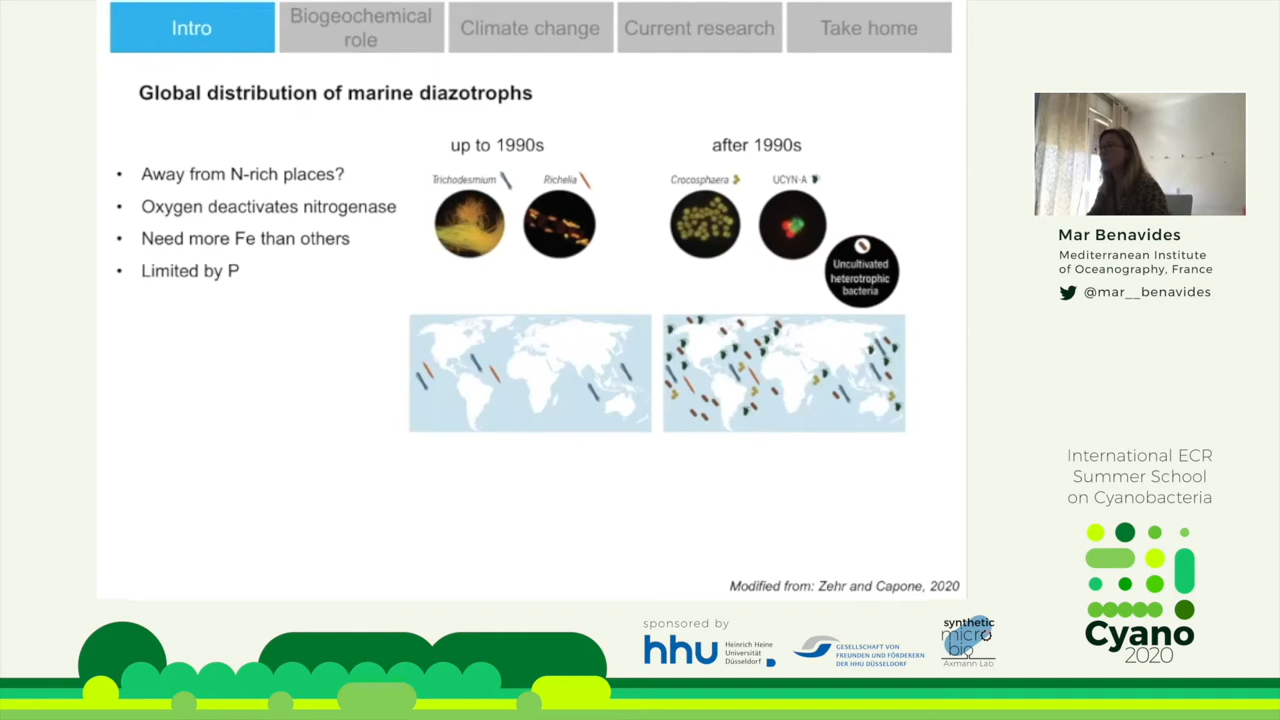 Intro
Biogeochemical
role
Climate change
Current research
Take home
Global distribution of marine diazotrophs
• Away from N-rich places?
• Oxygen deactivates nitrogenase
• Need more Fe than others
• Limited by P
up to 1990s
after 1990s
Trichodesmium
Richelia
Crocosphaera
UCYN-A
Uncultivated
heterotrophic
bacteria
Modified from: Zehr and Capone, 2020
Mar Benavides
Mediterranean Institute
of Oceanography, France
@mar__benavides
International ECR
Summer School
on Cyanobacteria
Cyano
2020
sponsored by
hhu
Heinrich Heine
Universität
Düsseldorf
GESELLSCHAFT VON
FREUNDEN UND FÖRDERERN
DER HHU DÜSSELDORF
synthetic
micro
bio
Axmann Lab